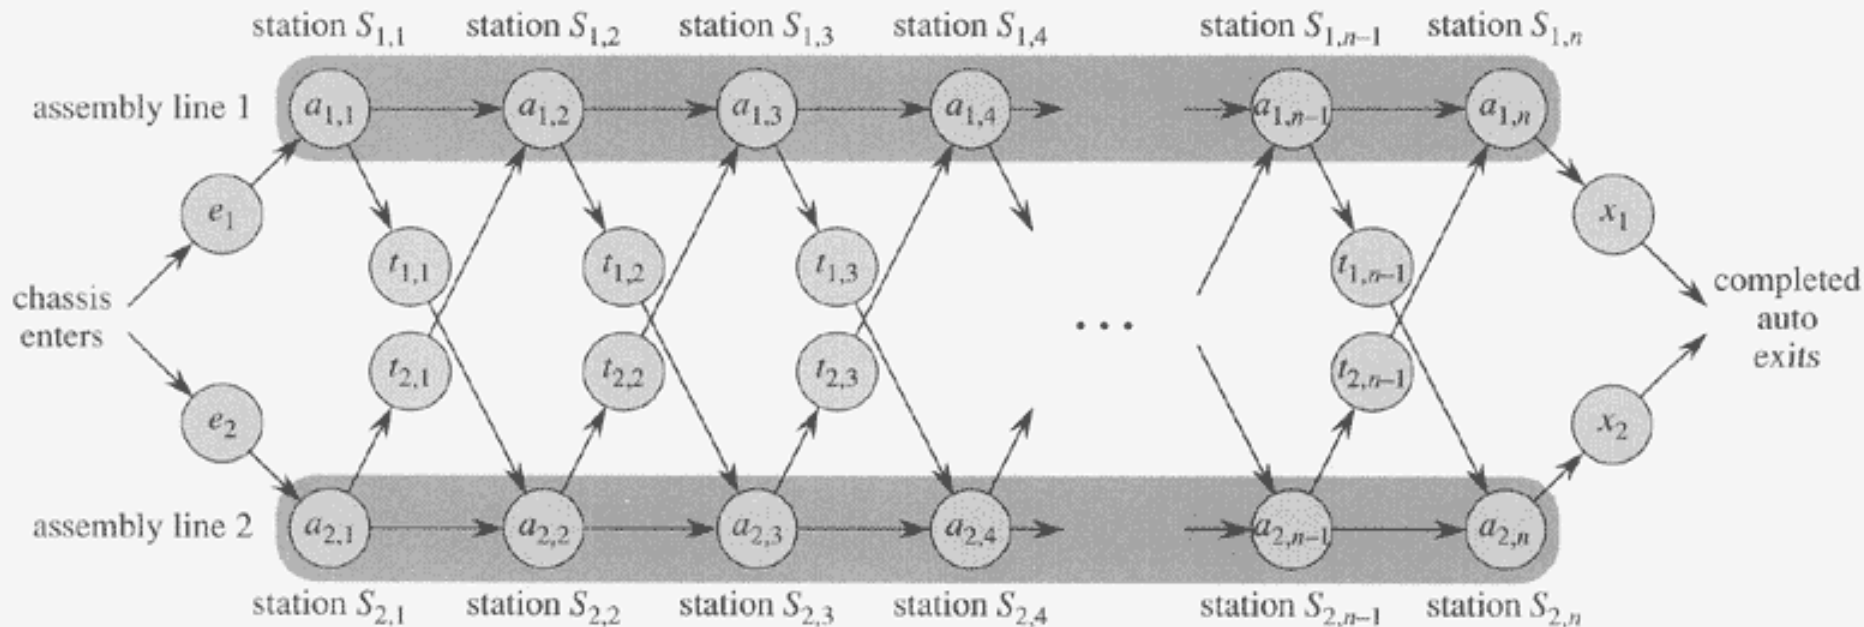 station S1,1 station S1,2 station S1,3 station S1,4 station S1,n–1 station S1,n
assembly line 1 a1,1 a1,2 a1,3 a1,4 a1,n–1 a1,n
e1 x1
t1,1 t1,2 t1,3 t1,n–1
chassis
enters
completed
auto
exits
...
t2,1 t2,2 t2,3 t2,n–1
e2 x2
assembly line 2 a2,1 a2,2 a2,3 a2,4 a2,n–1 a2,n
station S2,1 station S2,2 station S2,3 station S2,4 station S2,n–1 station S2,n